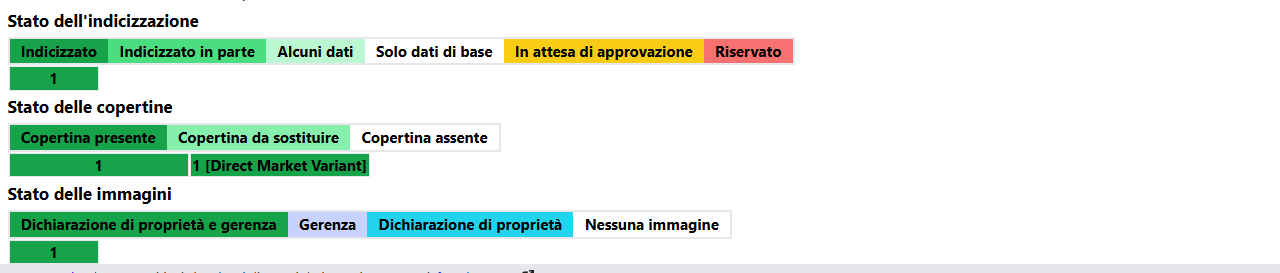 Stato dell'indicizzazione
Indicizzato Indicizzato in parte Alcuni dati Solo dati di base In attesa di approvazione Riservato
1
Stato delle copertine
Copertina presente Copertina da sostituire Copertina assente
1 1 [Direct Market Variant]
Stato delle immagini
Dichiarazione di proprietà e gerenza Gerenza Dichiarazione di proprietà Nessuna immagine
1